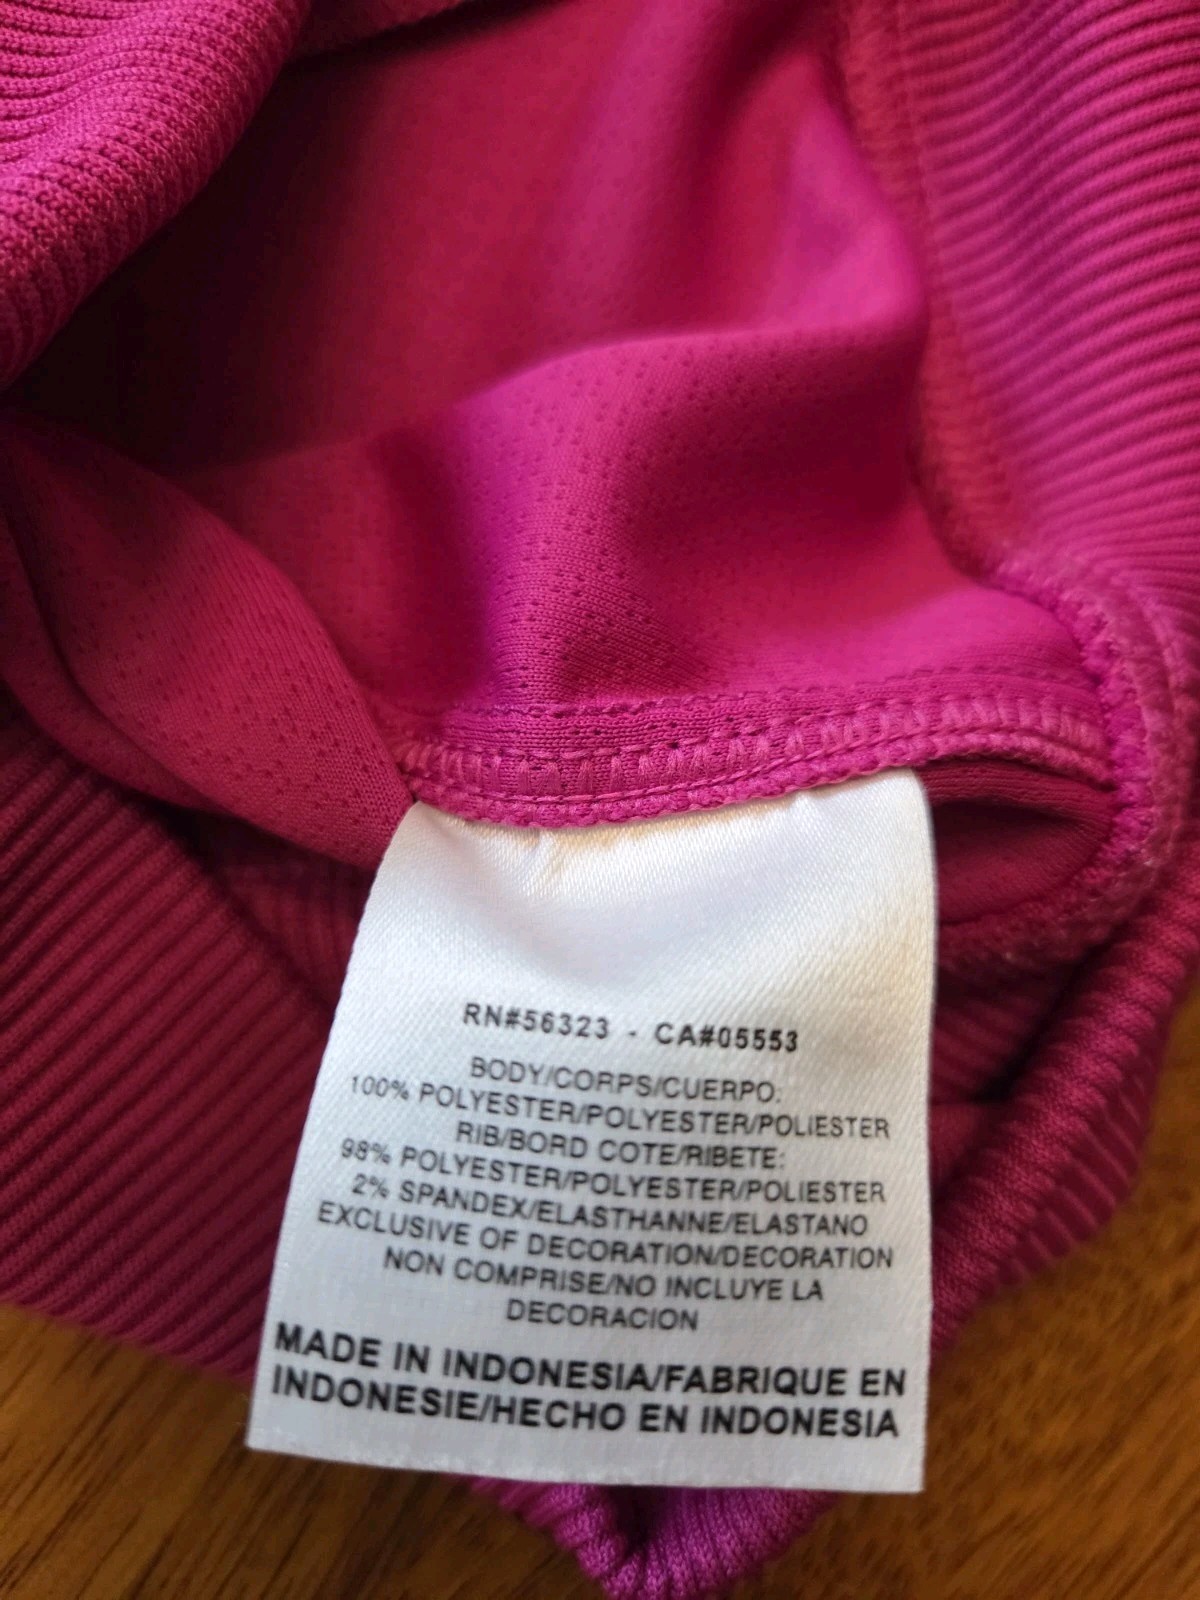 RN#56323 - CA#05553
BODY/CORPS/CUERPO:
100% POLYESTER/POLYESTER/POLIESTER
RIB/BORD COTE/RIBETE:
98% POLYESTER/POLYESTER/POLIESTER
2% SPANDEX/ELASTHANNE/ELASTANO
EXCLUSIVE OF DECORATION/DECORATION
NON COMPRISE/NO INCLUYE LA
DECORACION
MADE IN INDONESIA/FABRIQUE EN
INDONESIE/HECHO EN INDONESIA